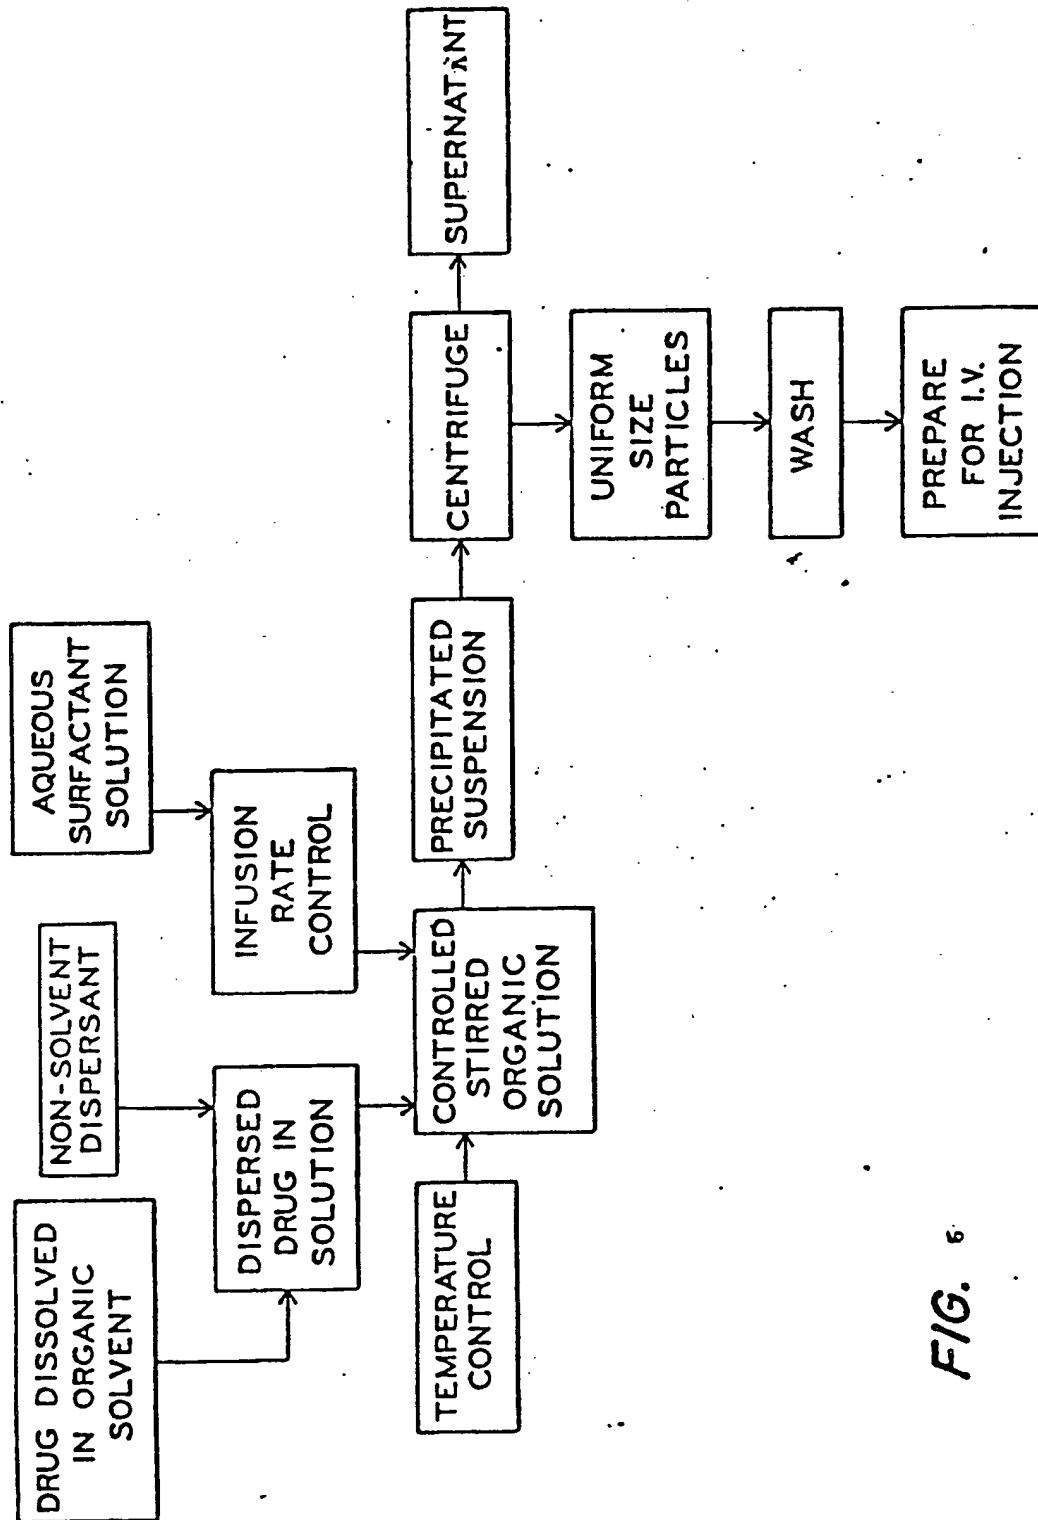 DRUG DISSOLVED
IN ORGANIC
SOLVENT
NON-SOLVENT
DISPERSANT
AQUEOUS
SURFACTANT
SOLUTION
DISPERSED
DRUG IN
SOLUTION
INFUSION
RATE
CONTROL
TEMPERATURE
CONTROL
CONTROLLED
STIRRED
ORGANIC
SOLUTION
PRECIPITATED
SUSPENSION
CENTRIFUGE
SUPERNATANT
UNIFORM
SIZE
PARTICLES
WASH
PREPARE
FOR I.V.
INJECTION
FIG. 5